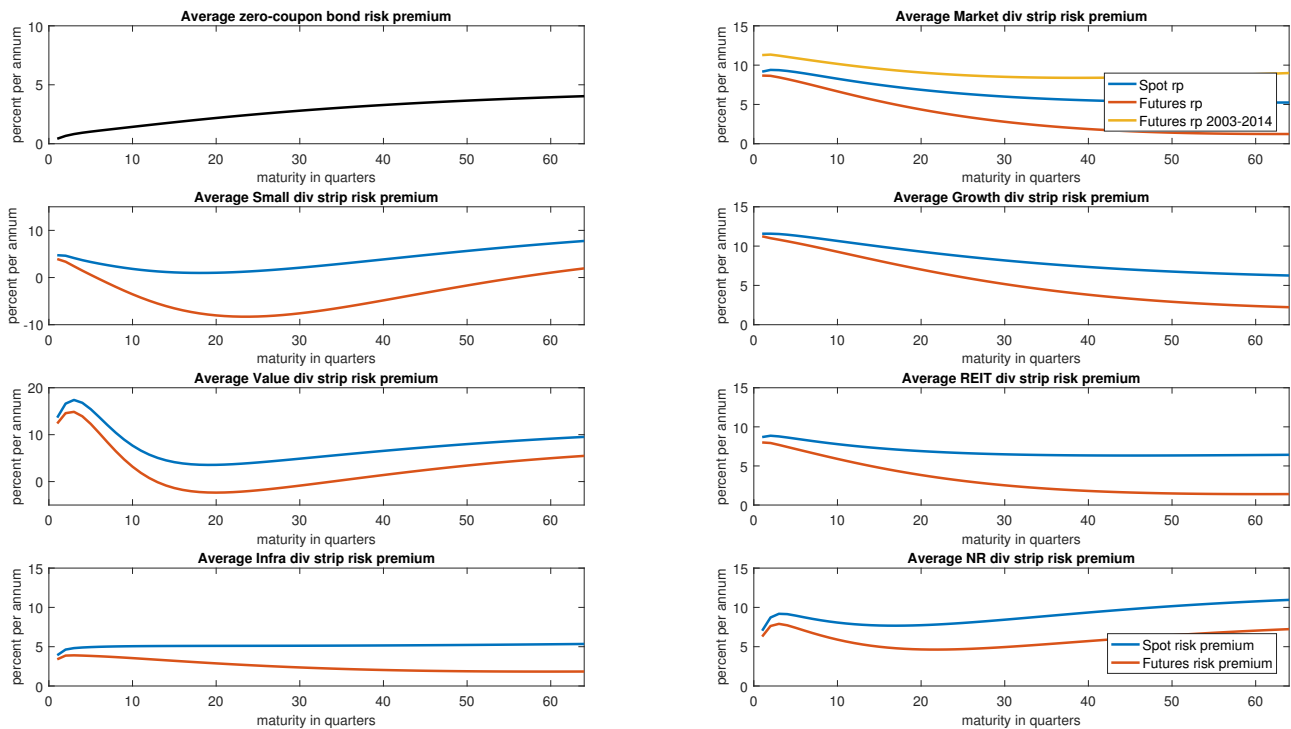 Average zero-coupon bond risk premium
percent per annum
10
5
0
0 10 20 30 40 50 60
maturity in quarters
Average Market div strip risk premium
percent per annum
15
10
5
0
Spot rp
Futures rp
Futures rp 2003-2014
0 10 20 30 40 50 60
maturity in quarters
Average Small div strip risk premium
percent per annum
10
0
-10
0 10 20 30 40 50 60
maturity in quarters
Average Growth div strip risk premium
percent per annum
15
10
5
0
0 10 20 30 40 50 60
maturity in quarters
Average Value div strip risk premium
percent per annum
20
10
0
0 10 20 30 40 50 60
maturity in quarters
Average REIT div strip risk premium
percent per annum
15
10
5
0
0 10 20 30 40 50 60
maturity in quarters
Average Infra div strip risk premium
percent per annum
15
10
5
0
0 10 20 30 40 50 60
maturity in quarters
Average NR div strip risk premium
percent per annum
15
10
5
0
Spot risk premium
Futures risk premium
0 10 20 30 40 50 60
maturity in quarters